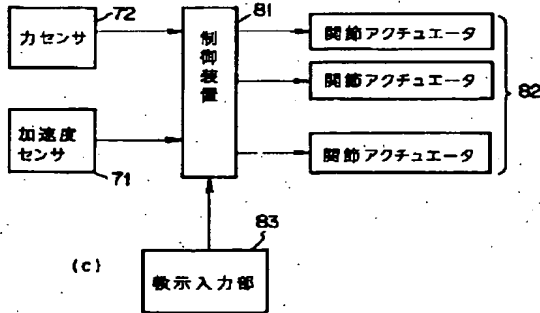 72
力センサ
加速度
センサ
71
81
制御装置
関節アクチュエータ
関節アクチュエータ
関節アクチュエータ
82
83
教示入力部
(c)